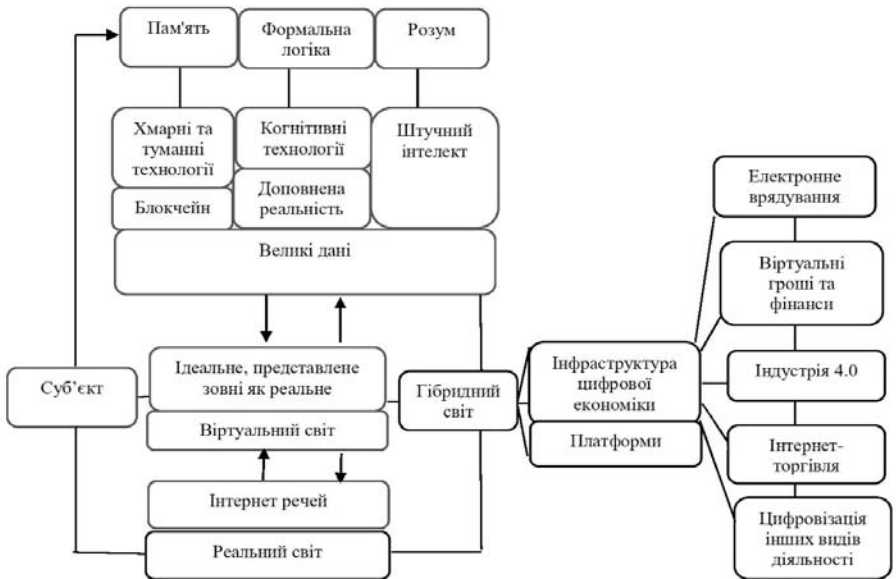 Пам'ять
Формальна
логіка
Розум
Хмарні та
туманні
технології
Когнітивні
технології
Штучний
інтелект
Блокчейн
Доповнена
реальність
Великі дані
Суб’єкт
Ідеальне, представлене
зовні як реальне
Віртуальний світ
Інтернет речей
Реальний світ
Гібридний
світ
Інфраструктура
цифрової
економіки
Платформи
Електронне
врядування
Віртуальні
гроші та
фінанси
Індустрія 4.0
Інтернет-
торгівля
Цифровізація
інших видів
діяльності